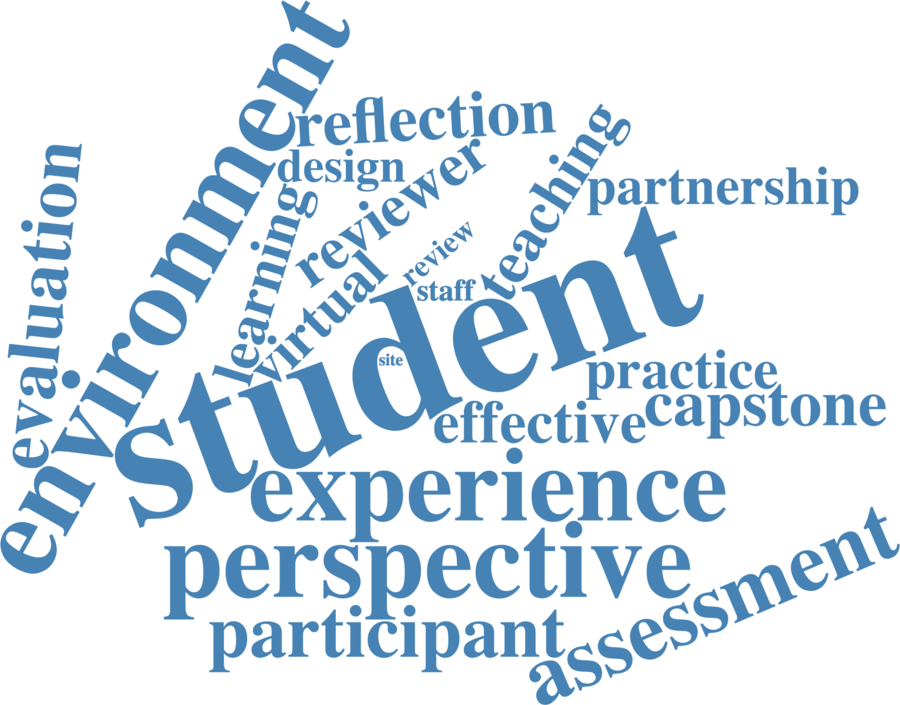 environment
reflection
design
teaching
evaluation
reviewer
partnership
learning
review
virtual
staff
student
site
practice
capstone
effective
experience
perspective
assessment
participant